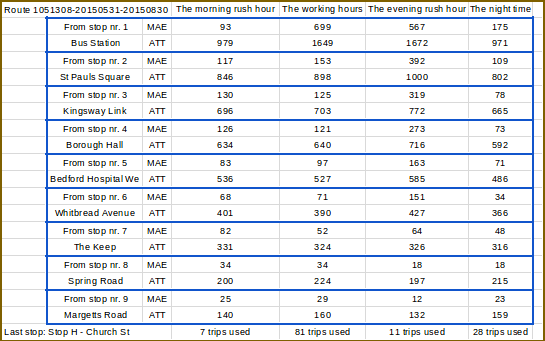 Route 1051308-20150531-20150830 The morning rush hour The working hours The evening rush hour The night time
From stop nr. 1 MAE 93 699 567 175
Bus Station ATT 979 1649 1672 971
From stop nr. 2 MAE 117 153 392 109
St Pauls Square ATT 846 898 1000 802
From stop nr. 3 MAE 130 125 319 78
Kingsway Link ATT 696 703 772 665
From stop nr. 4 MAE 126 121 273 73
Borough Hall ATT 634 640 716 592
From stop nr. 5 MAE 83 97 163 71
Bedford Hospital We ATT 536 527 585 486
From stop nr. 6 MAE 68 71 151 34
Whitbread Avenue ATT 401 390 427 366
From stop nr. 7 MAE 82 52 64 48
The Keep ATT 331 324 326 316
From stop nr. 8 MAE 34 34 18 18
Spring Road ATT 200 224 197 215
From stop nr. 9 MAE 25 29 12 23
Margetts Road ATT 140 160 132 159
Last stop: Stop H - Church St 7 trips used 81 trips used 11 trips used 28 trips used